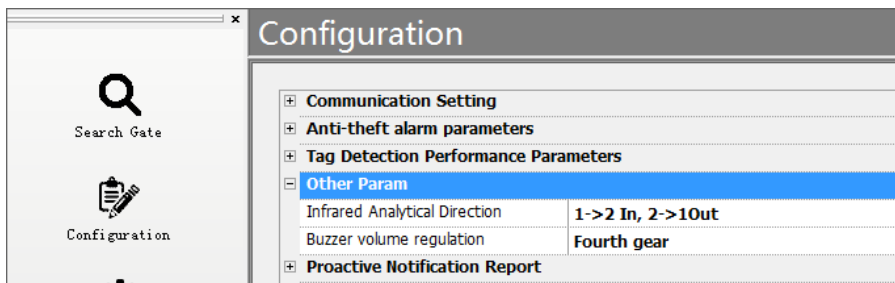 Configuration
Search Gate
Configuration
Communication Setting
Anti-theft alarm parameters
Tag Detection Performance Parameters
Other Param
Infrared Analytical Direction 1->2 In, 2->1Out
Buzzer volume regulation Fourth gear
Proactive Notification Report